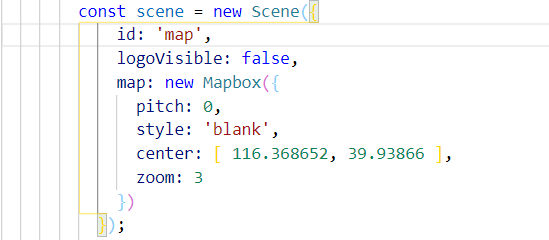 const scene = new Scene({
id: 'map',
logoVisible: false,
map: new Mapbox({
pitch: 0,
style: 'blank',
center: [ 116.368652, 39.93866 ],
zoom: 3
})
});